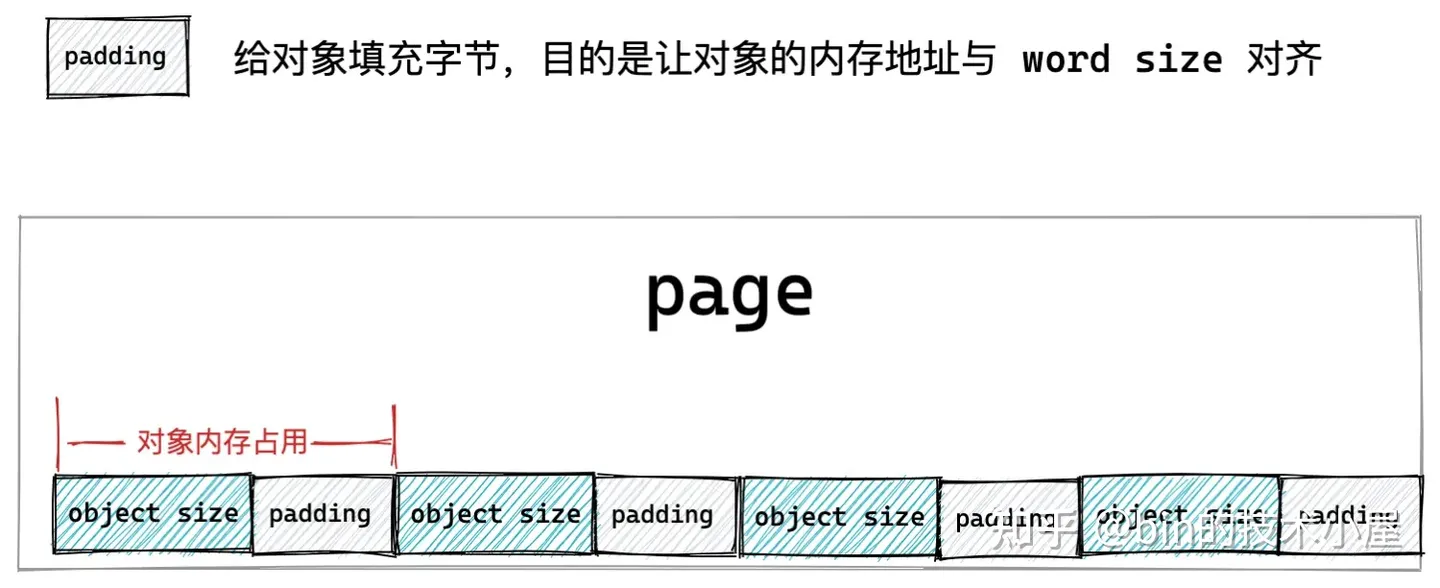 padding 给对象填充字节，目的是让对象的内存地址与 word size 对齐
page
对象内存占用
object size padding object size padding object size padding object size padding
知乎 @bin的技术小屋